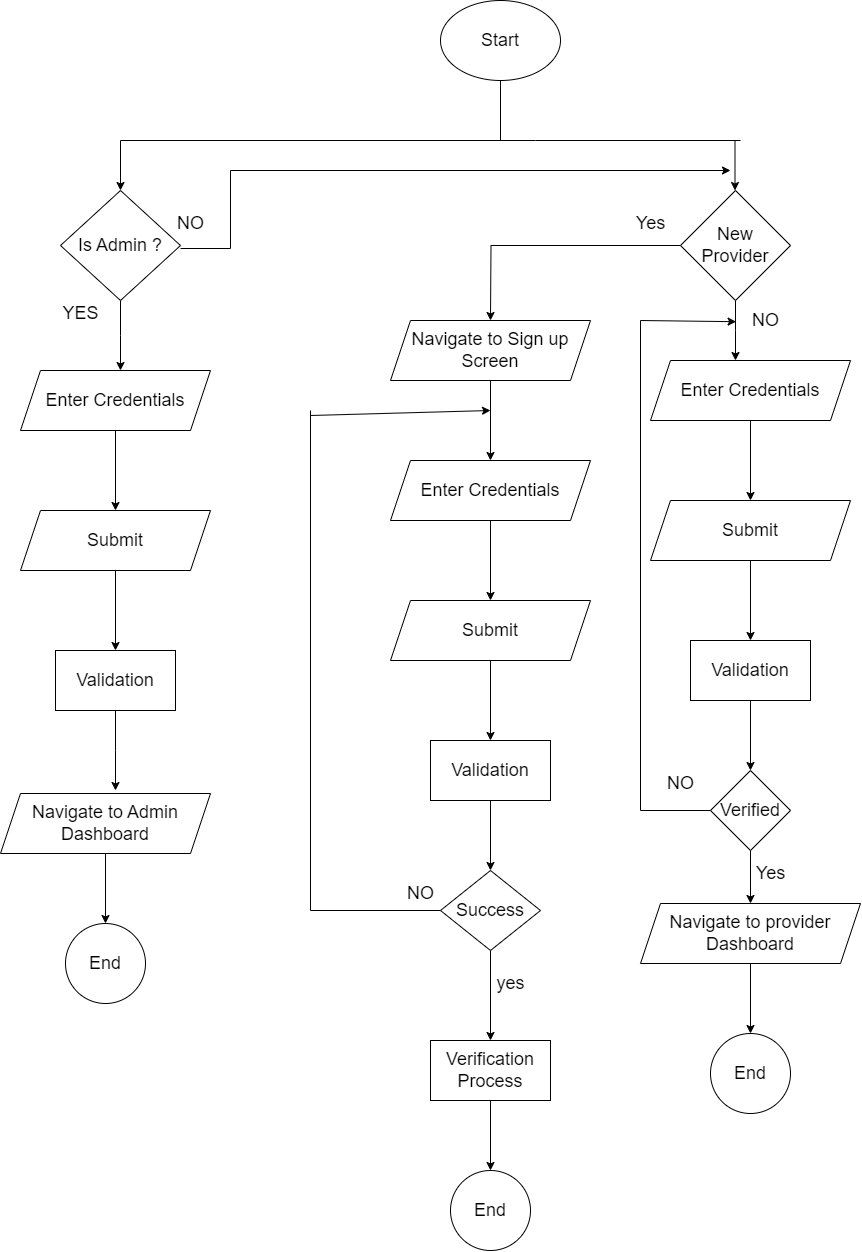 Start
NO
Yes
Is Admin ?
New
Provider
YES
NO
Navigate to Sign up
Screen
Enter Credentials
Enter Credentials
Enter Credentials
Submit
Submit
Submit
Validation
Validation
Validation
NO
Navigate to Admin
Dashboard
Verified
Yes
NO
Success
Navigate to provider
Dashboard
End
yes
Verification
Process
End
End